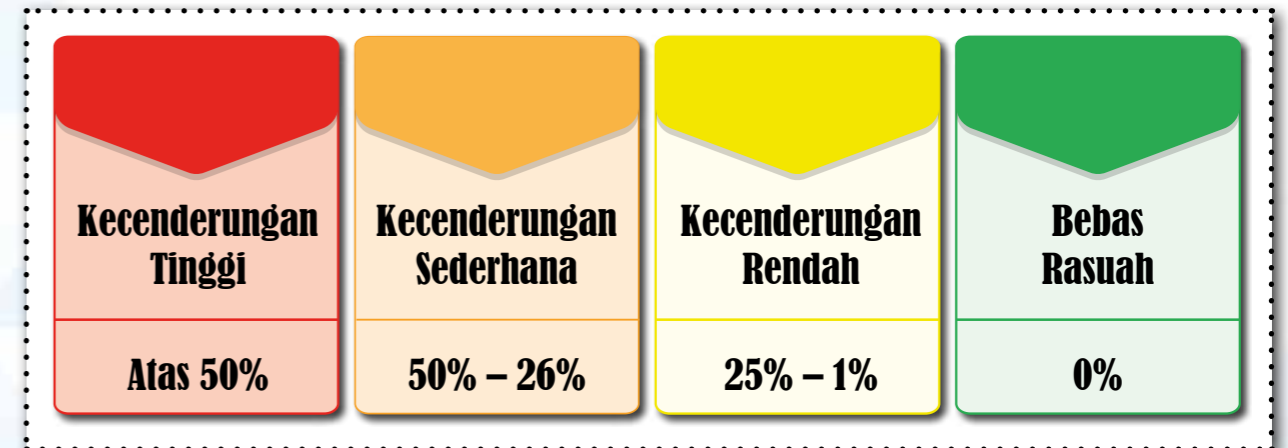 Kecenderungan
Tinggi
Atas 50%
Kecenderungan
Sederhana
50% – 26%
Kecenderungan
Rendah
25% – 1%
Bebas
Rasuah
0%